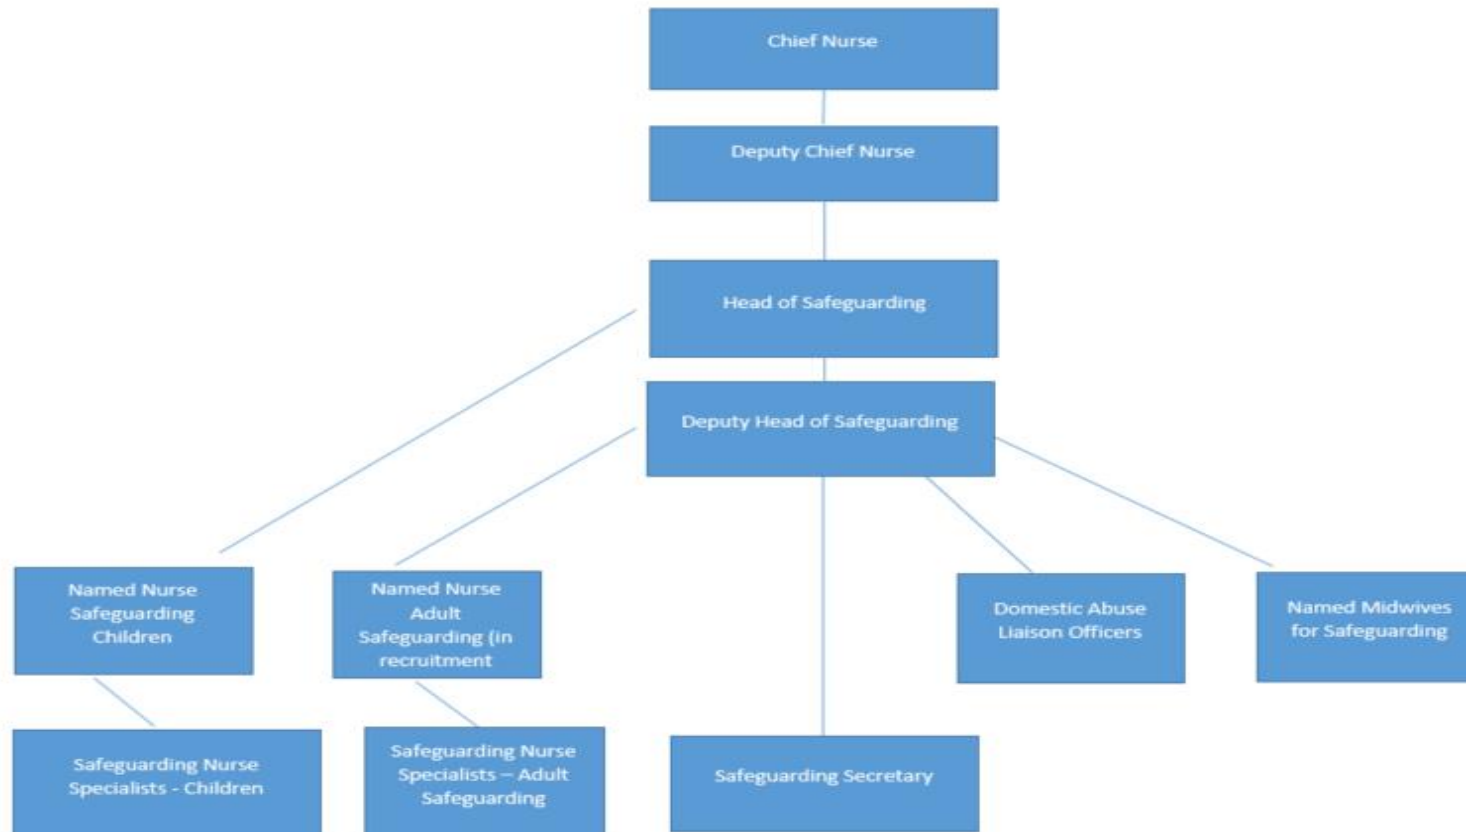 Chief Nurse
Deputy Chief Nurse
Head of Safeguarding
Deputy Head of Safeguarding
Named Nurse
Safeguarding
Children
Named Nurse
Adult
Safeguarding (in
recruitment
Domestic Abuse
Liaison Officers
Named Midwives
for Safeguarding
Safeguarding Nurse
Specialists - Children
Safeguarding Nurse
Specialists – Adult
Safeguarding
Safeguarding Secretary